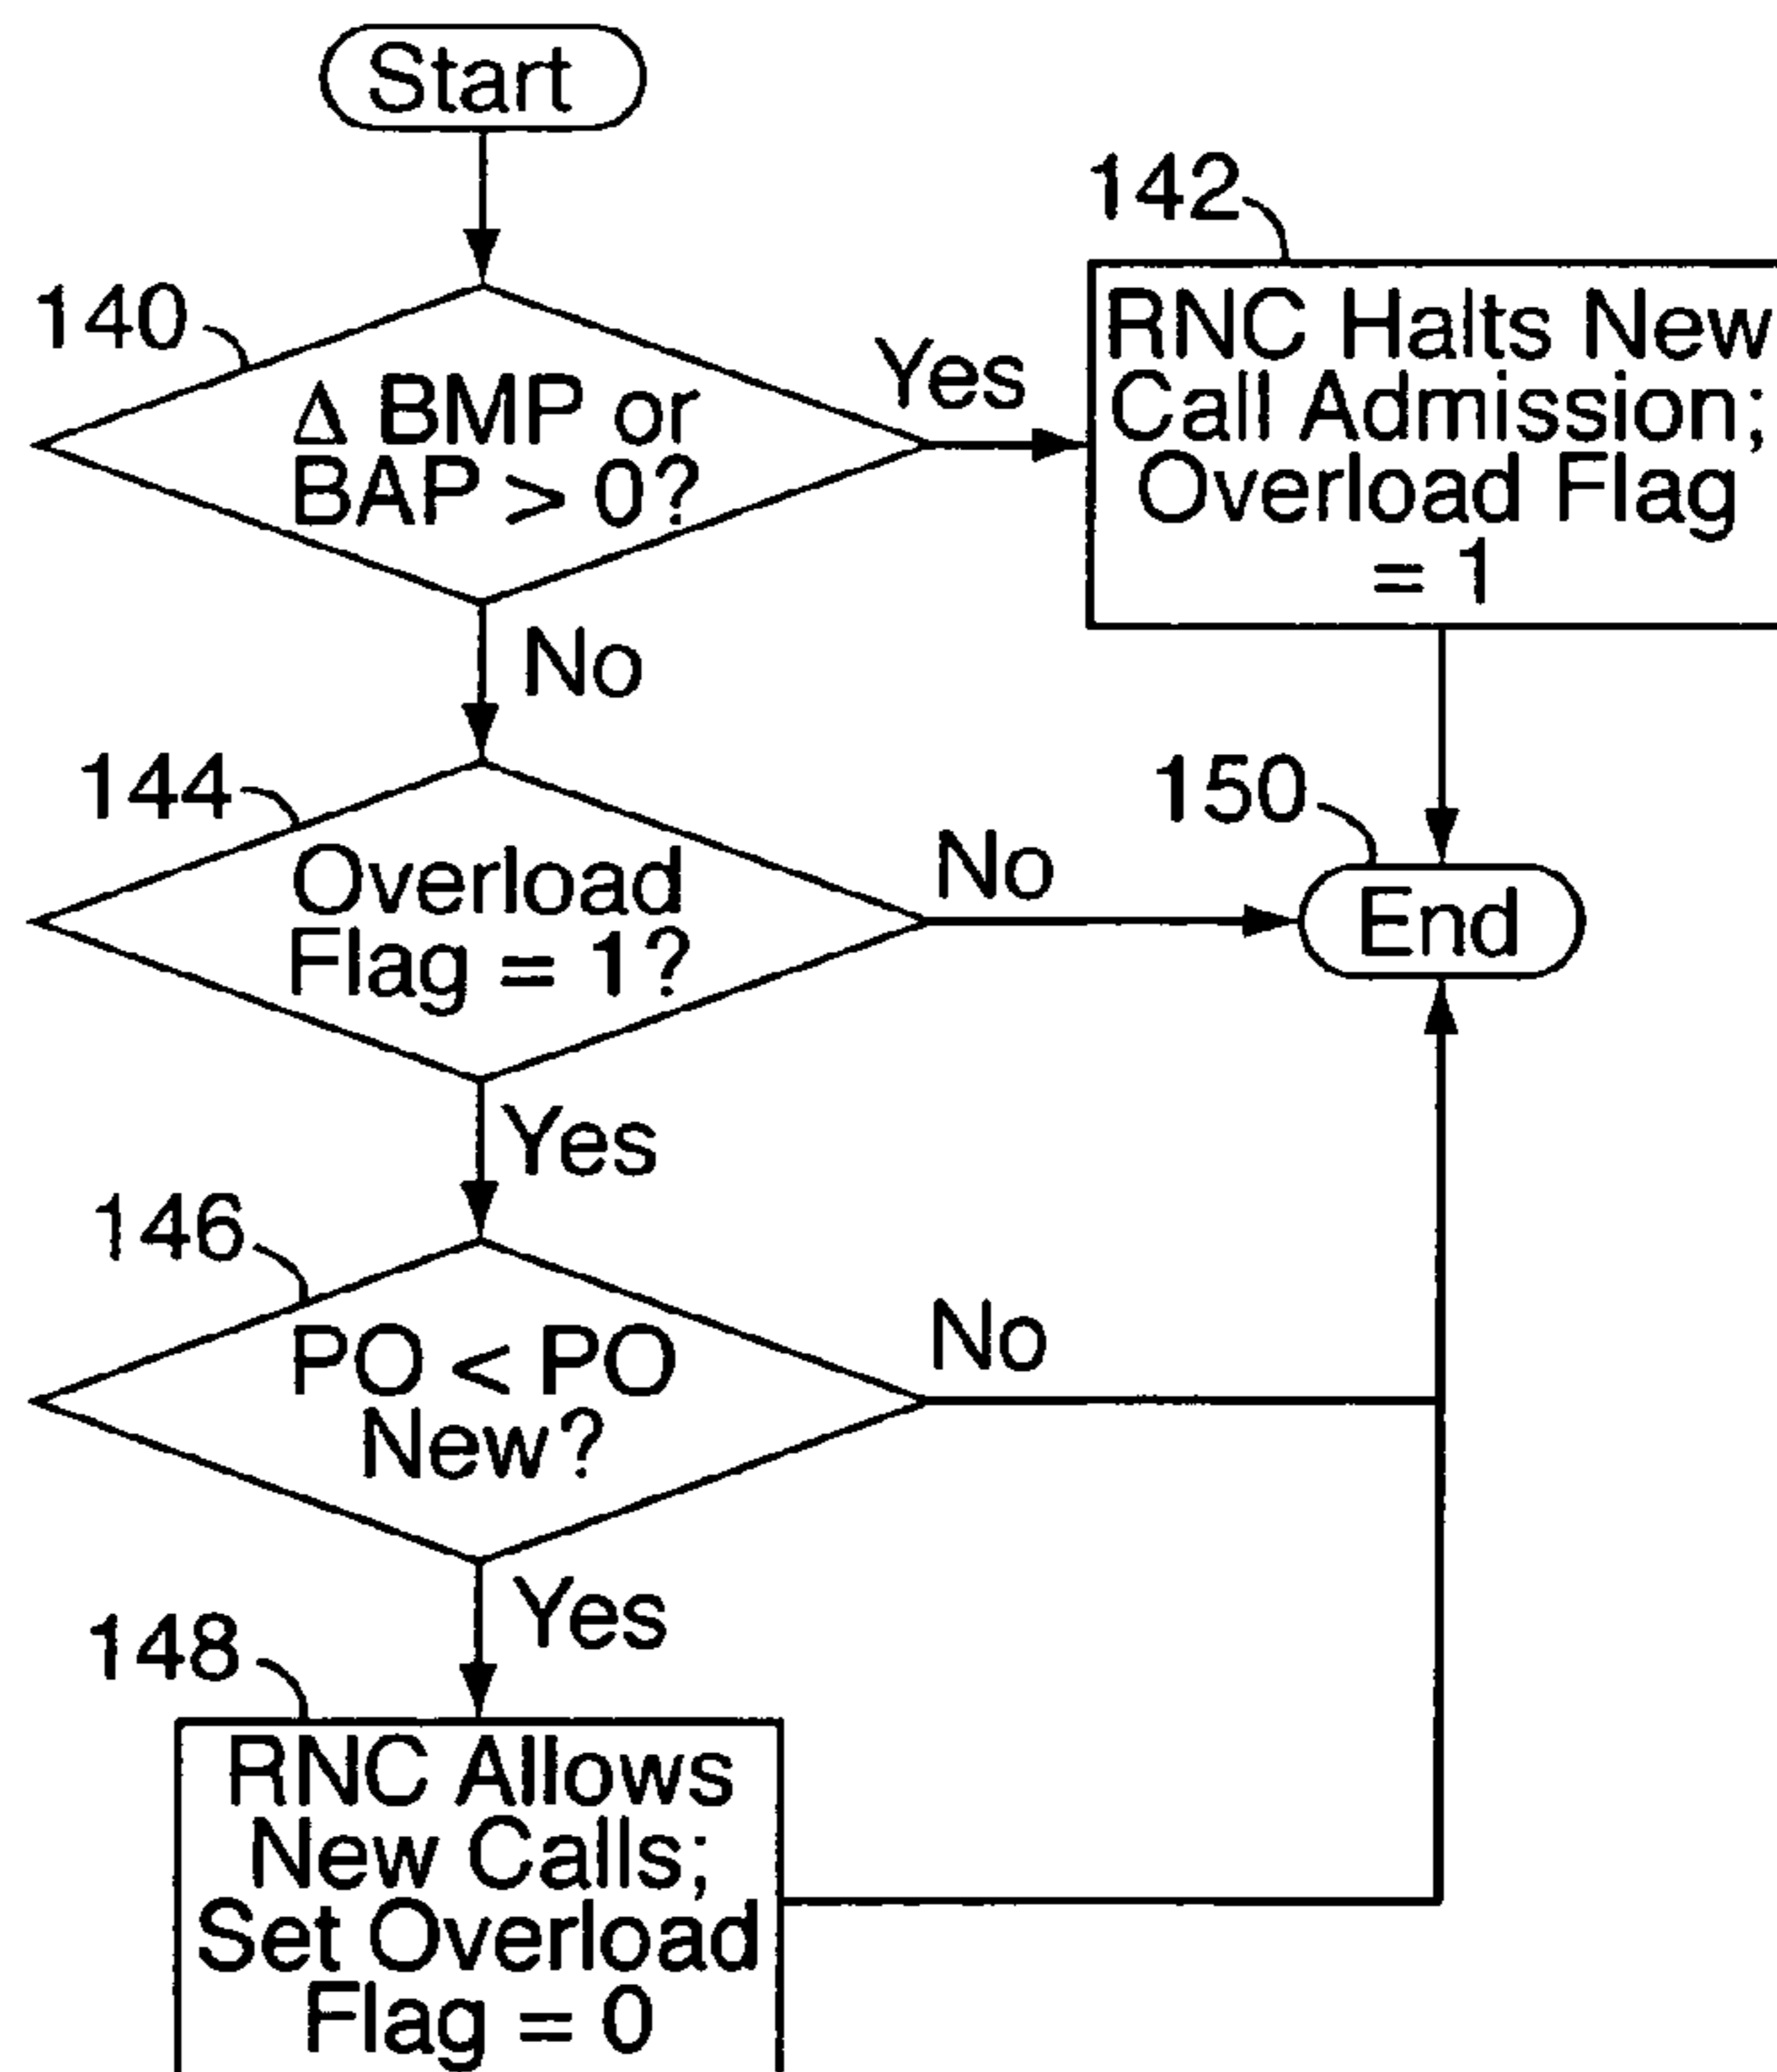 Start
140
Δ BMP or
BAP > 0?
Yes
142
RNC Halts New
Call Admission;
Overload Flag
= 1
No
144
Overload
Flag = 1?
No
150
End
Yes
146
PO < PO
New?
No
Yes
148
RNC Allows
New Calls;
Set Overload
Flag = 0